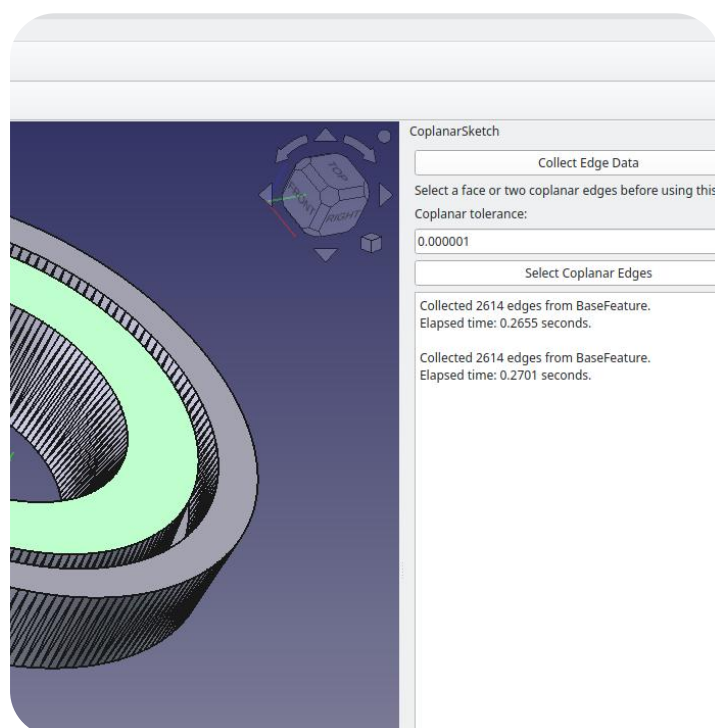 CoplanarSketch
TOP
FRONT
RIGHT
Collect Edge Data
Select a face or two coplanar edges before using this
Coplanar tolerance:
0.000001
Select Coplanar Edges
Collected 2614 edges from BaseFeature.
Elapsed time: 0.2655 seconds.
Collected 2614 edges from BaseFeature.
Elapsed time: 0.2701 seconds.